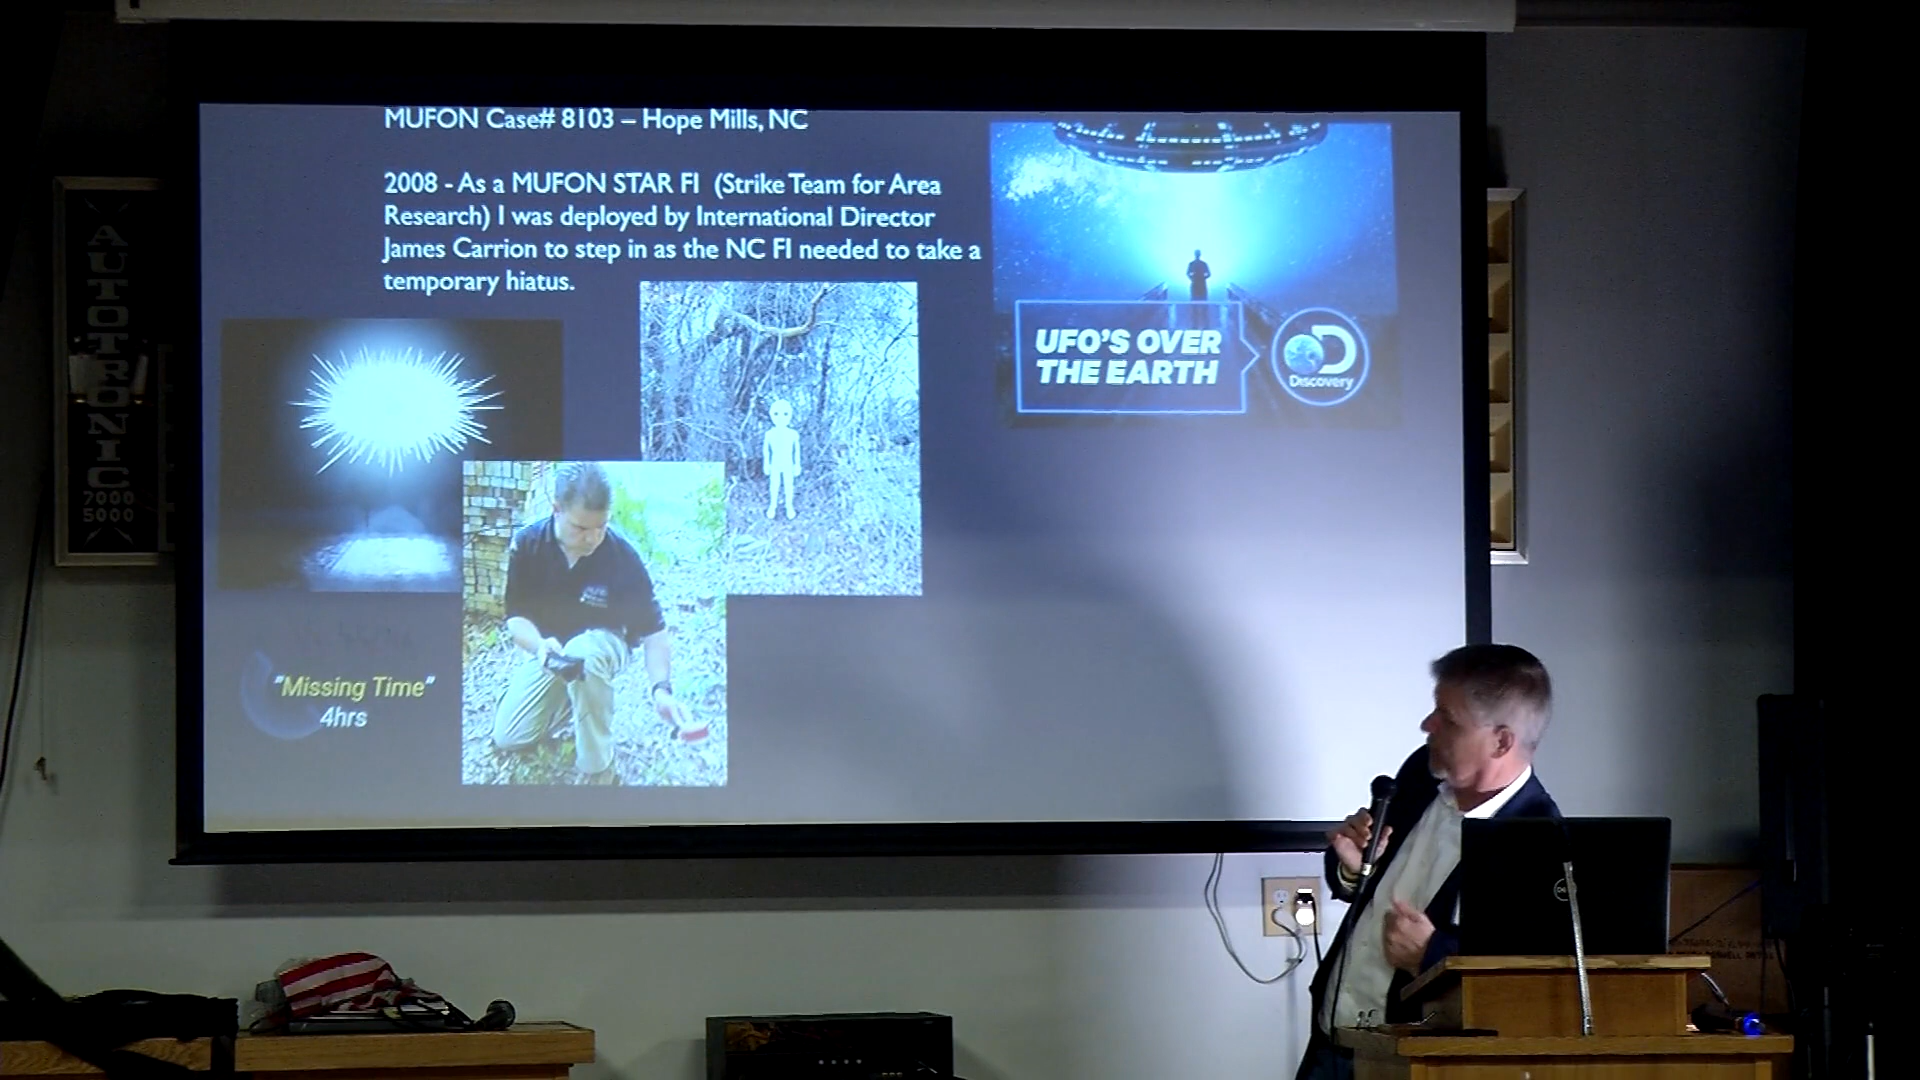 MUFON Case# 8103 – Hope Mills, NC
2008 - As a MUFON STAR FI (Strike Team for Area
Research) I was deployed by International Director
James Carrion to step in as the NC FI needed to take a
temporary hiatus.
UFO'S OVER
THE EARTH
Discovery
"Missing Time"
4hrs
AUTOTRONIC
7000
5000
DELL